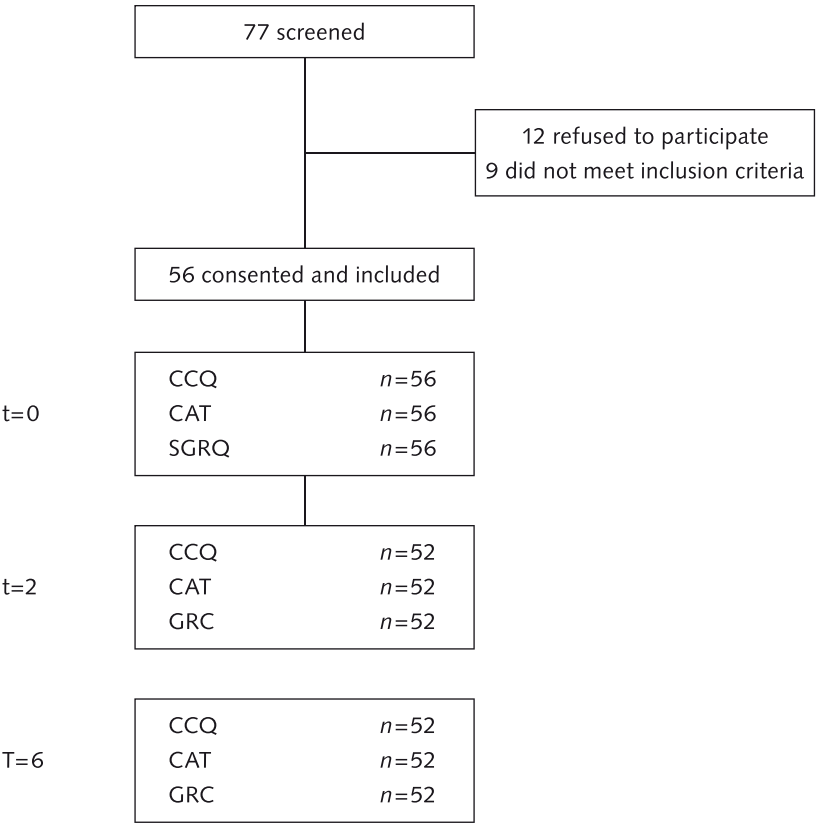 77 screened
12 refused to participate
9 did not meet inclusion criteria
56 consented and included
CCQ n=56
t=0 CAT n=56
SGRQ n=56
CCQ n=52
t=2 CAT n=52
GRC n=52
CCQ n=52
T=6 CAT n=52
GRC n=52